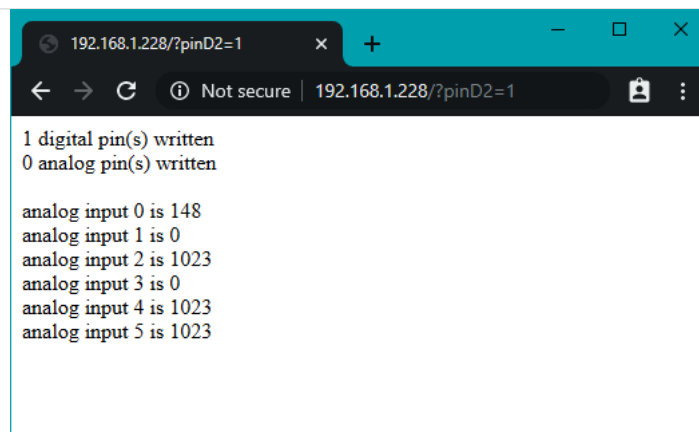 192.168.1.228/?pinD2=1
Not secure | 192.168.1.228/?pinD2=1
1 digital pin(s) written
0 analog pin(s) written
analog input 0 is 148
analog input 1 is 0
analog input 2 is 1023
analog input 3 is 0
analog input 4 is 1023
analog input 5 is 1023